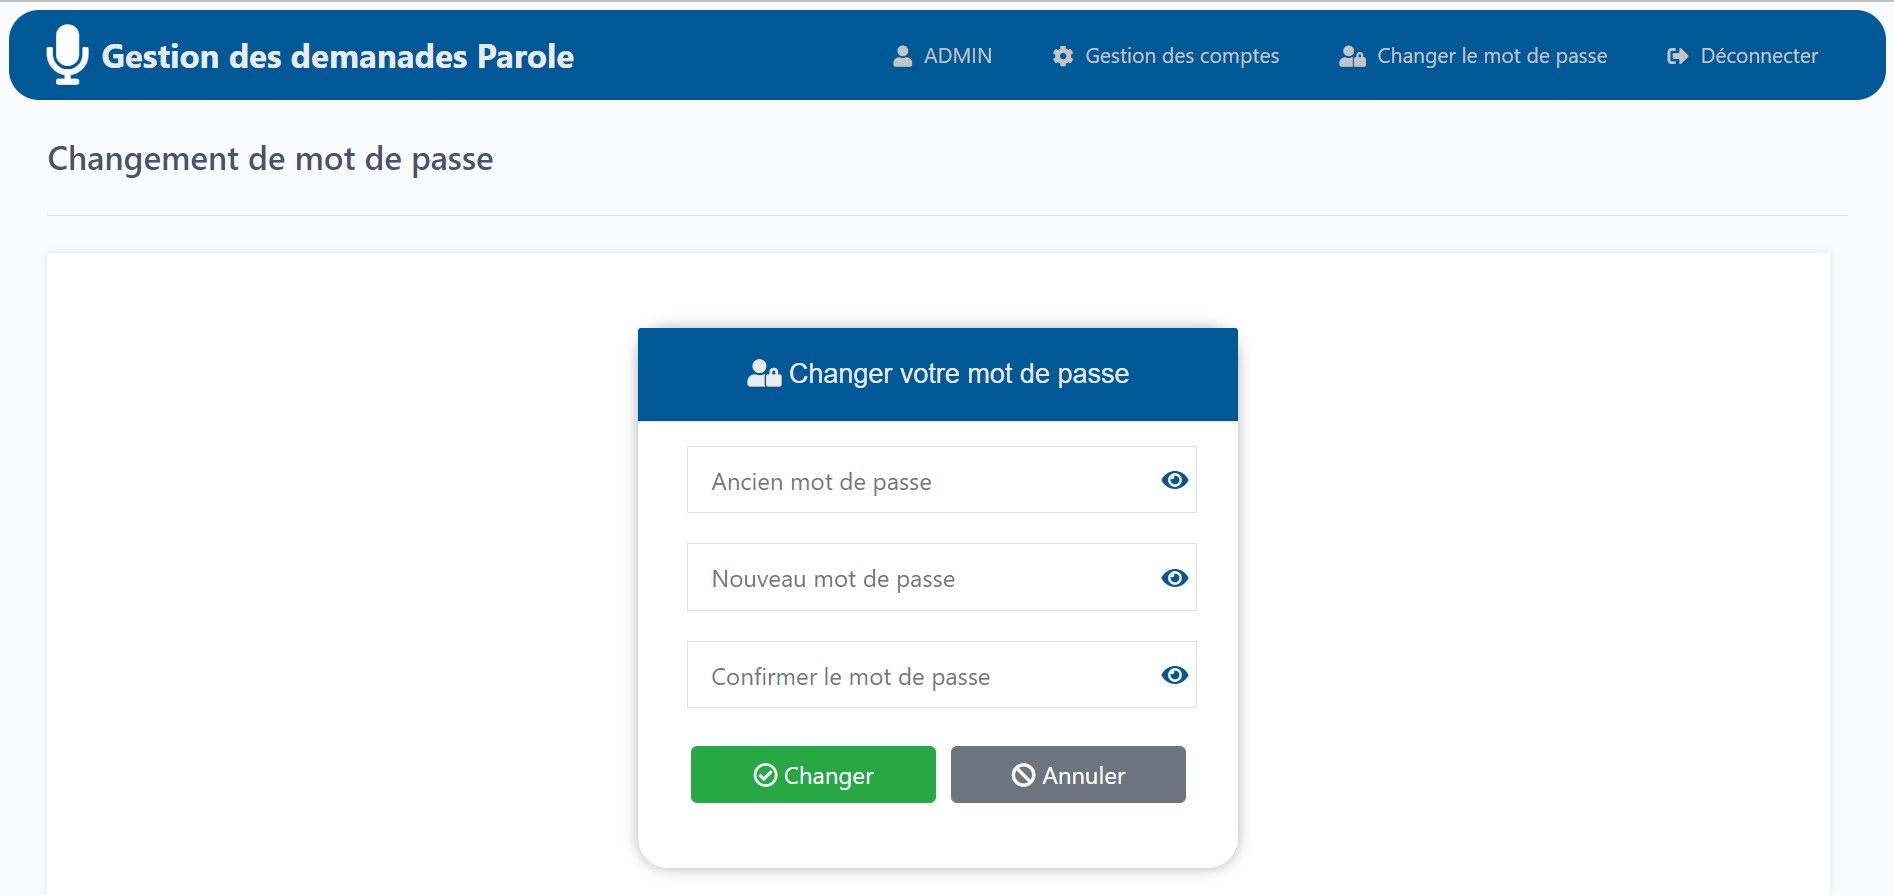 Gestion des demanades Parole
ADMIN
Gestion des comptes
Changer le mot de passe
Déconnecter
Changement de mot de passe
Changer votre mot de passe
Ancien mot de passe
Nouveau mot de passe
Confirmer le mot de passe
Changer
Annuler